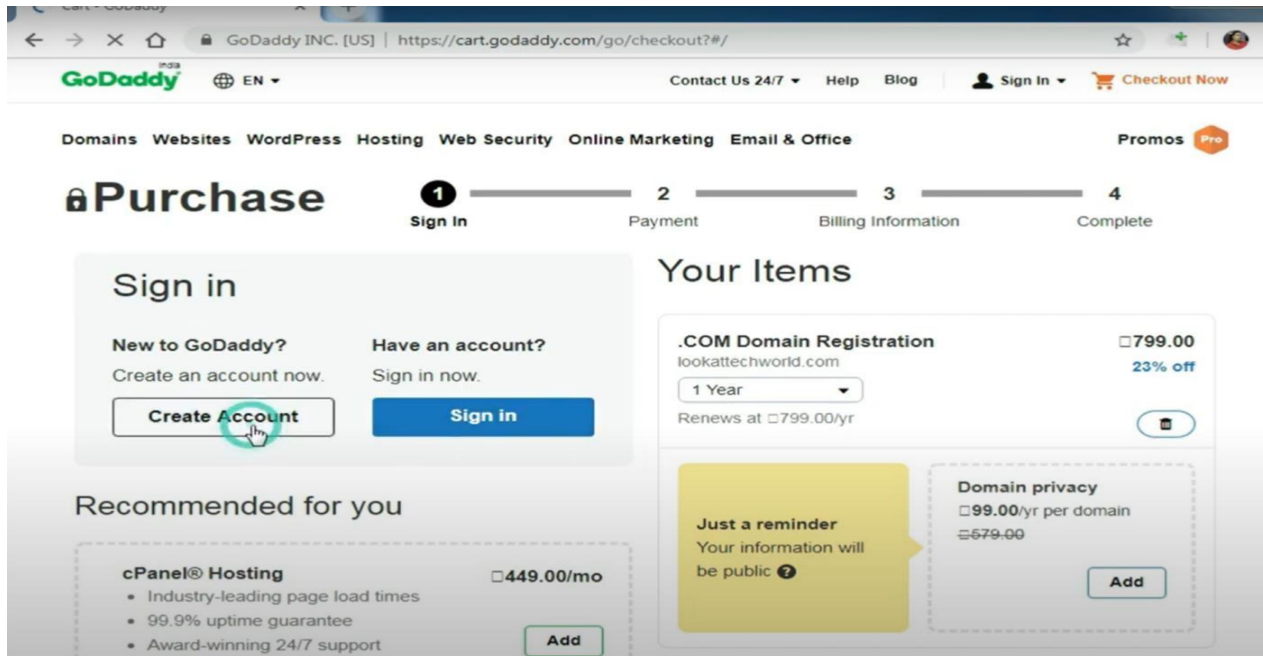 Cart - GoDaddy
GoDaddy INC. [US] | https://cart.godaddy.com/go/checkout?#/
GoDaddy India
EN
Contact Us 24/7 Help Blog Sign In Checkout Now
Domains Websites WordPress Hosting Web Security Online Marketing Email & Office
Promos Pro
Purchase
1 2 3 4
Sign In Payment Billing Information Complete
Sign in
New to GoDaddy?
Create an account now.
Create Account
Have an account?
Sign in now.
Sign in
Recommended for you
cPanel® Hosting □449.00/mo
• Industry-leading page load times
• 99.9% uptime guarantee
• Award-winning 24/7 support
Add
Your Items
.COM Domain Registration □799.00
lookattechworld.com 23% off
1 Year
Renews at □799.00/yr
Just a reminder
Your information will
be public ?
Domain privacy
□99.00/yr per domain
□579.00
Add